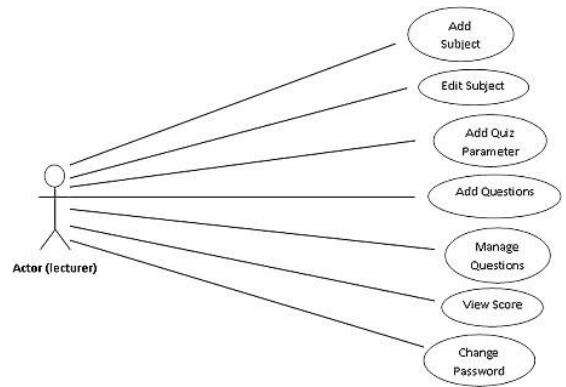 Add
Subject
Edit Subject
Add Quiz
Parameter
Add Questions
Manage
Questions
View Score
Change
Password
Actor (lecturer)